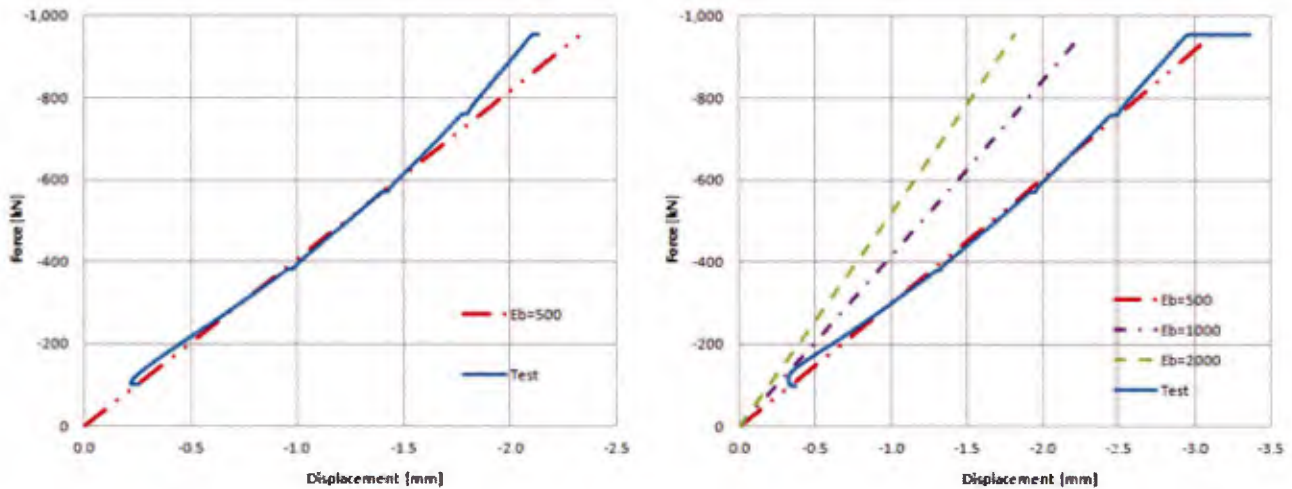 -1,000
-800
-600
-400
-200
0
Force [kN]
0.0 -0.5 -1.0 -1.5 -2.0 -2.5
Displacement [mm]
Eb=500
Test
-1,000
-800
-600
-400
-200
0
Force [kN]
0.0 -0.5 -1.0 -1.5 -2.0 -2.5 -3.0 -3.5
Displacement [mm]
Eb=500
Eb=1000
Eb=2000
Test